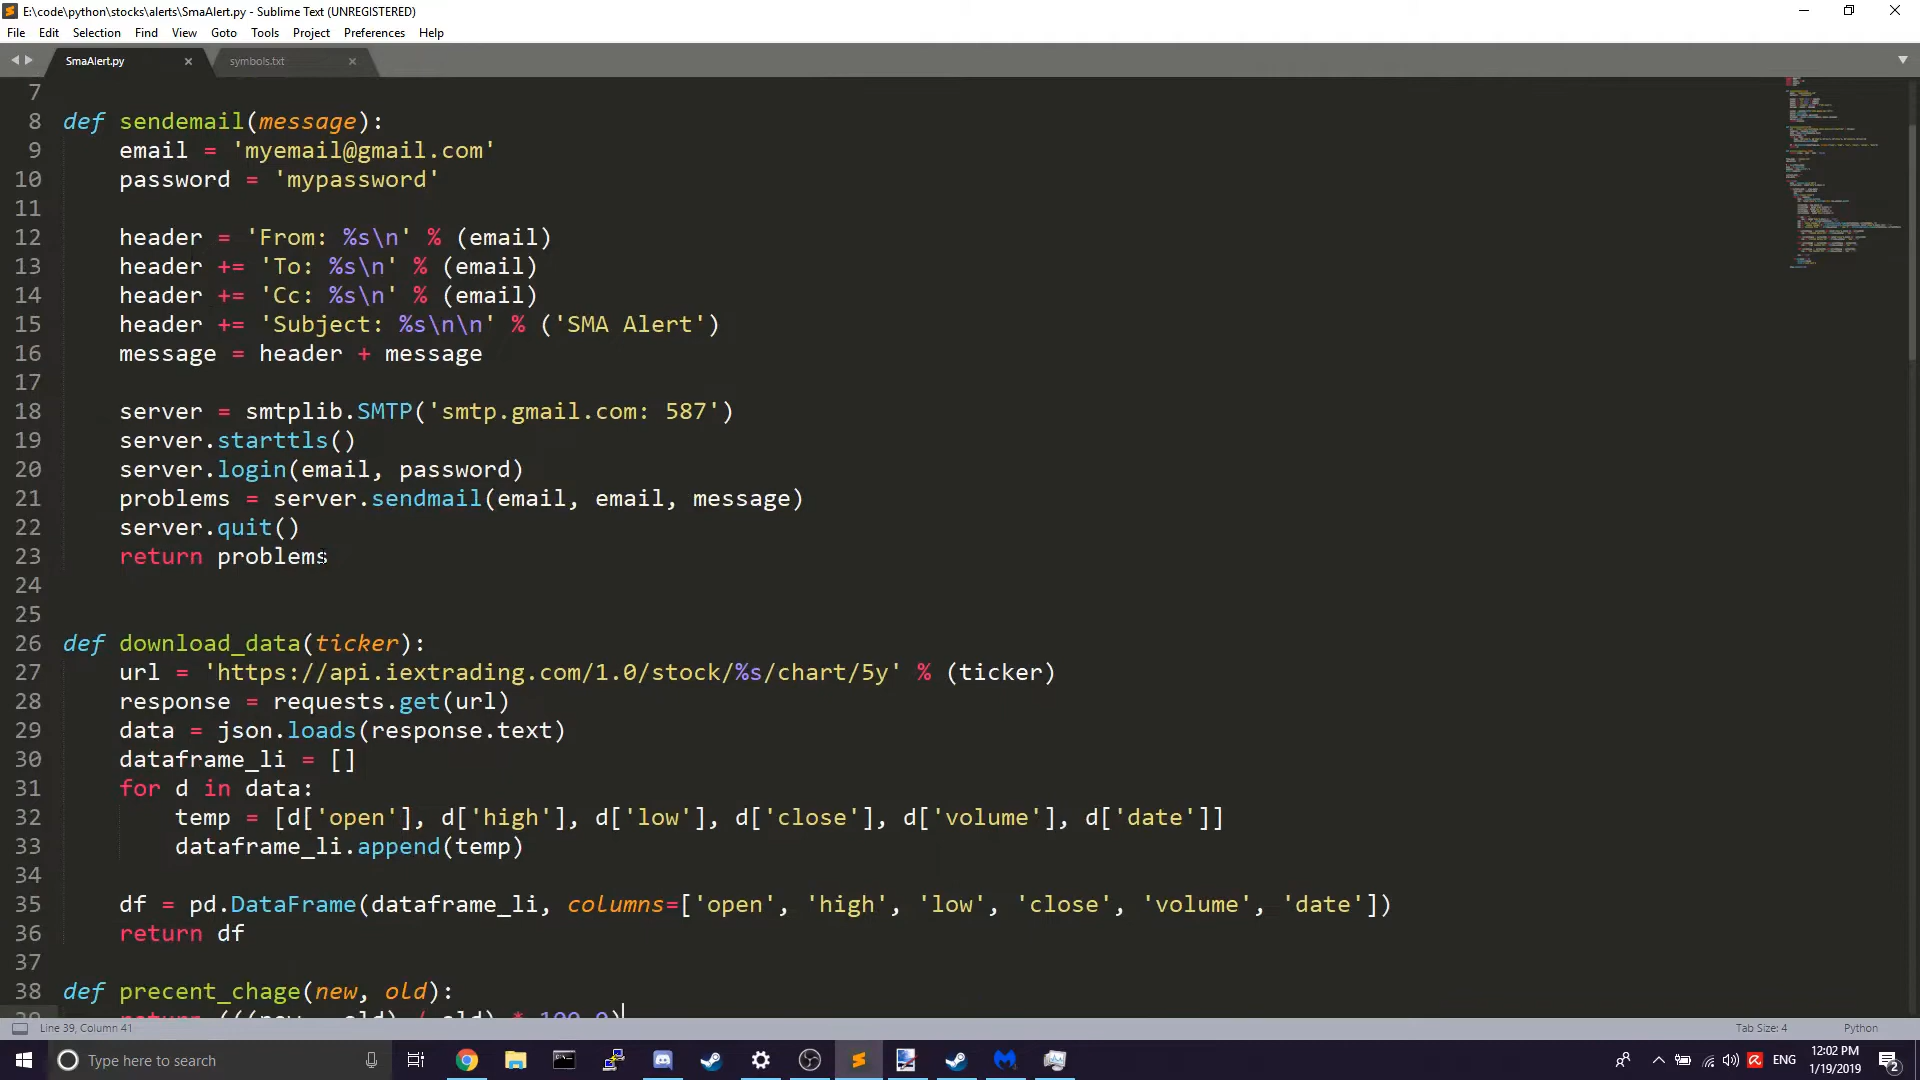 E:\code\python\stocks\alerts\SmaAlert.py - Sublime Text (UNREGISTERED)
File Edit Selection Find View Goto Tools Project Preferences Help
SmaAlert.py
symbols.txt
7
8 def sendemail(message):
9     email = 'myemail@gmail.com'
10     password = 'mypassword'
11
12     header = 'From: %s\n' % (email)
13     header += 'To: %s\n' % (email)
14     header += 'Cc: %s\n' % (email)
15     header += 'Subject: %s\n\n' % ('SMA Alert')
16     message = header + message
17
18     server = smtplib.SMTP('smtp.gmail.com: 587')
19     server.starttls()
20     server.login(email, password)
21     problems = server.sendmail(email, email, message)
22     server.quit()
23     return problems
24
25
26 def download_data(ticker):
27     url = 'https://api.iextrading.com/1.0/stock/%s/chart/5y' % (ticker)
28     response = requests.get(url)
29     data = json.loads(response.text)
30     dataframe_li = []
31     for d in data:
32         temp = [d['open'], d['high'], d['low'], d['close'], d['volume'], d['date']]
33         dataframe_li.append(temp)
34
35     df = pd.DataFrame(dataframe_li, columns=['open', 'high', 'low', 'close', 'volume', 'date'])
36     return df
37
38 def precent_chage(new, old):
39     return (((new - old) / old) * 100.0)
Line 39, Column 41
Tab Size: 4
Python
Type here to search
ENG
12:02 PM
1/19/2019
2